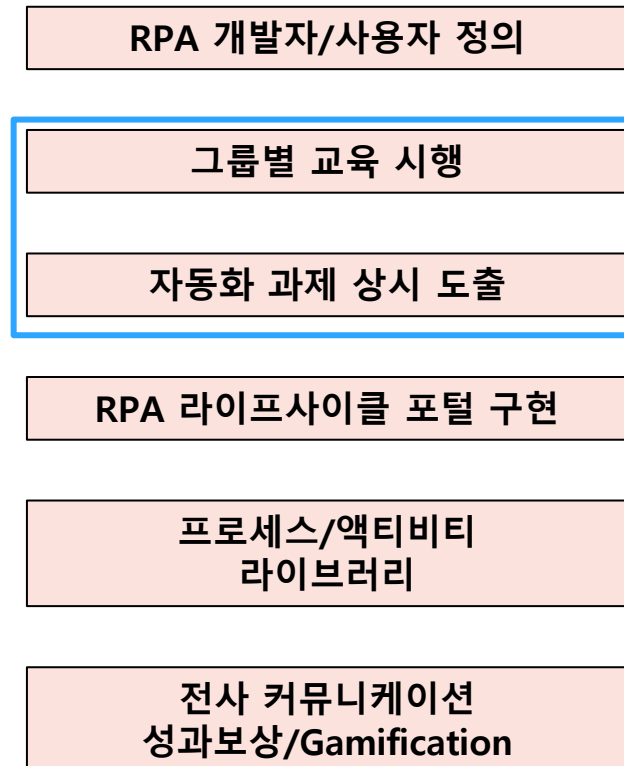 RPA 개발자/사용자 정의
그룹별 교육 시행
자동화 과제 상시 도출
RPA 라이프사이클 포털 구현
프로세스/액티비티
라이브러리
전사 커뮤니케이션
성과보상/Gamification